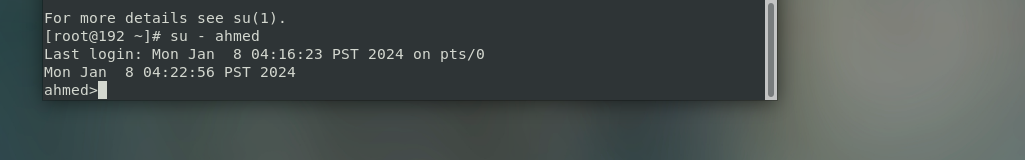 For more details see su(1).
[root@192 ~]# su - ahmed
Last login: Mon Jan  8 04:16:23 PST 2024 on pts/0
Mon Jan  8 04:22:56 PST 2024
ahmed>